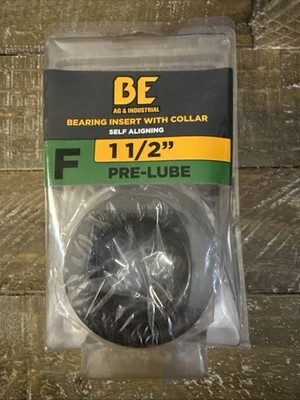 BE
AG & INDUSTRIAL
BEARING INSERT WITH COLLAR
SELF ALIGNING
F
1 1/2”
PRE-LUBE